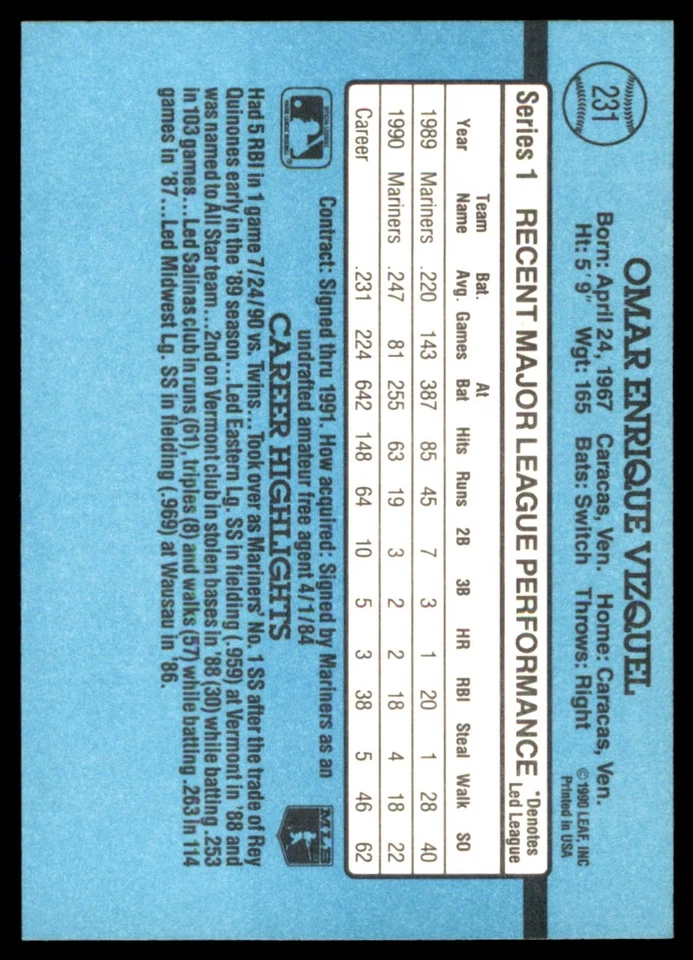 231
OMAR ENRIQUE VIZQUEL
Born: April 24, 1967 Caracas, Ven. Home: Caracas, Ven.
Ht: 5' 9" Wgt: 165 Bats: Switch Throws: Right
© 1990 LEAF, INC
Printed in USA
Series 1 RECENT MAJOR LEAGUE PERFORMANCE *Denotes Led League
Year Team Name Bat. Avg. Games At Bat Hits Runs 2B 3B HR RBI Steal Walk SO
1989 Mariners .220 143 387 85 45 7 3 1 20 1 28 40
1990 Mariners .247 81 255 63 19 3 2 2 18 4 18 22
Career .231 224 642 148 64 10 5 3 38 5 46 62
Contract: Signed thru 1991. How acquired: Signed by Mariners as an
undrafted amateur free agent 4/1/84
MLB
CAREER HIGHLIGHTS
Had 5 RBI in 1 game 7/24/90 vs. Twins...Took over as Mariners' No. 1 SS after the trade of Rey
Quinones early in the '89 season...Led Eastern Lg. SS in fielding (.959) at Vermont in '88 and
was named to All Star team...2nd on Vermont club in stolen bases in '88 (30) while batting .253
in 103 games...Led Salinas club in runs (61), triples (8) and walks (57) while batting .263 in 114
games in '87...Led Midwest Lg. SS in fielding (.969) at Wausau in '86.